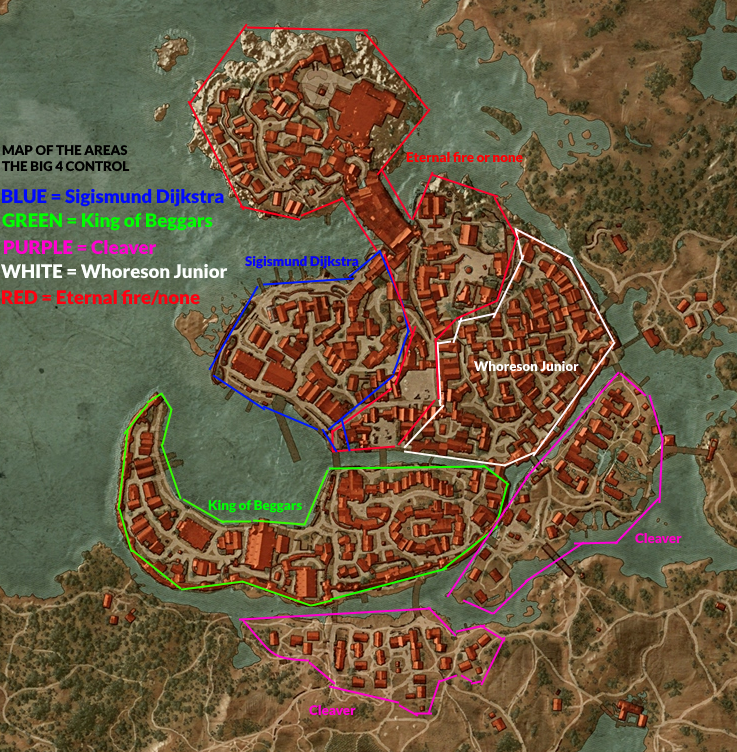 MAP OF THE AREAS
THE BIG 4 CONTROL
BLUE = Sigismund Dijkstra
GREEN = King of Beggars
PURPLE = Cleaver
WHITE = Whoreson Junior
RED = Eternal fire/none
Eternal fire or none
Sigismund Dijkstra
Whoreson Junior
King of Beggars
Cleaver
Cleaver